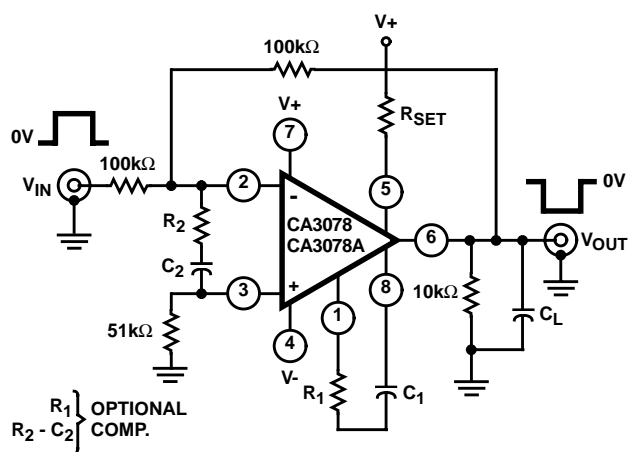 V+
100kΩ
RSET
V+
0V
7
100kΩ
5
0V
VIN
2
-
R2
CA3078
CA3078A
6
VOUT
C2
+
3
8
10kΩ
CL
1
51kΩ
4
V-
R1
C1
R1
R2 - C2
OPTIONAL
COMP.